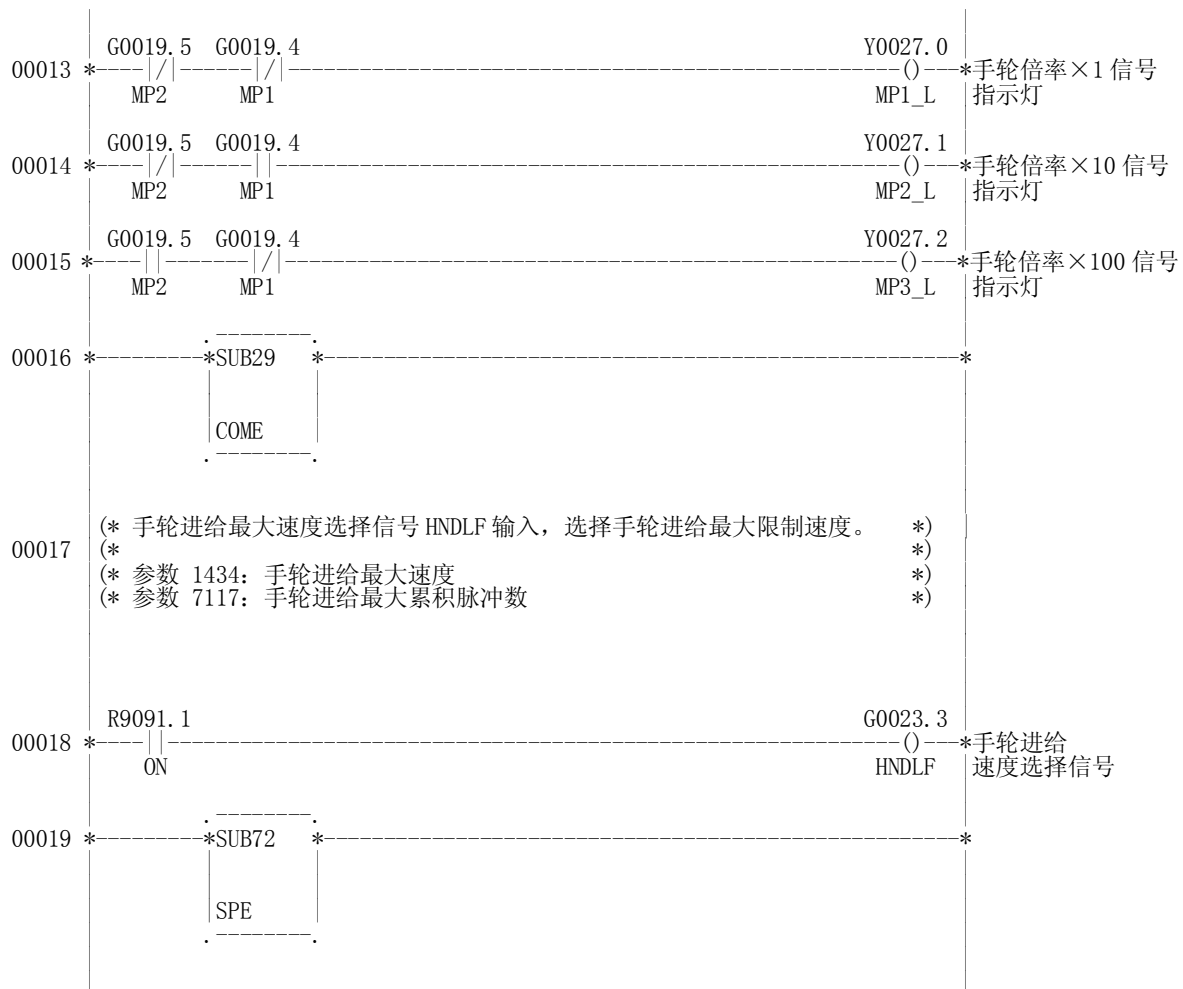 G0019.5 G0019.4 Y0027.0
00013 *----|/|-------|/|----()---*手轮倍率×1 信号
MP2 MP1 MP1_L 指示灯
G0019.5 G0019.4 Y0027.1
00014 *----|/|-------||----()---*手轮倍率×10 信号
MP2 MP1 MP2_L 指示灯
G0019.5 G0019.4 Y0027.2
00015 *----||-------|/|----()---*手轮倍率×100 信号
MP2 MP1 MP3_L 指示灯
00016 *---------*SUB29 *----*
COME
(* 手轮进给最大速度选择信号 HNDLF 输入，选择手轮进给最大限制速度。 *)
00017 (* *)
(* 参数 1434：手轮进给最大速度 *)
(* 参数 7117：手轮进给最大累积脉冲数 *)
R9091.1 G0023.3
00018 *----||----()---*手轮进给
ON HNDLF 速度选择信号
00019 *---------*SUB72 *----*
SPE